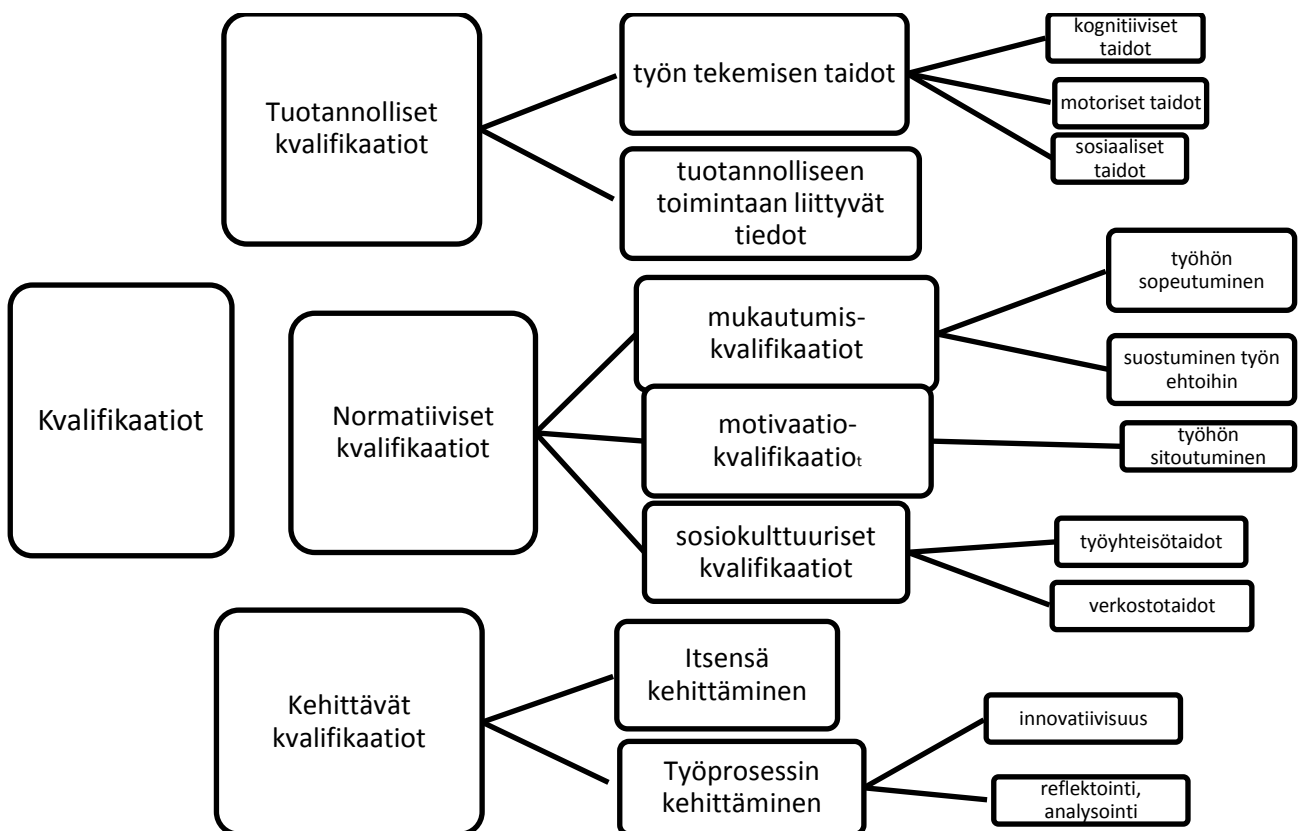 Kvalifikaatiot
Tuotannolliset
kvalifikaatiot
työn tekemisen taidot
kognitiiviset
taidot
motoriset taidot
sosiaaliset
taidot
tuotannolliseen
toimintaan liittyvät
tiedot
Normatiiviset
kvalifikaatiot
mukautumis-
kvalifikaatiot
työhön
sopeutuminen
suostuminen työn
ehtoihin
motivaatio-
kvalifikaatiot
työhön
sitoutuminen
sosiokulttuuriset
kvalifikaatiot
työyhteisötaidot
verkostotaidot
Kehittävät
kvalifikaatiot
Itsensä
kehittäminen
Työprosessin
kehittäminen
innovatiivisuus
reflektointi,
analysointi